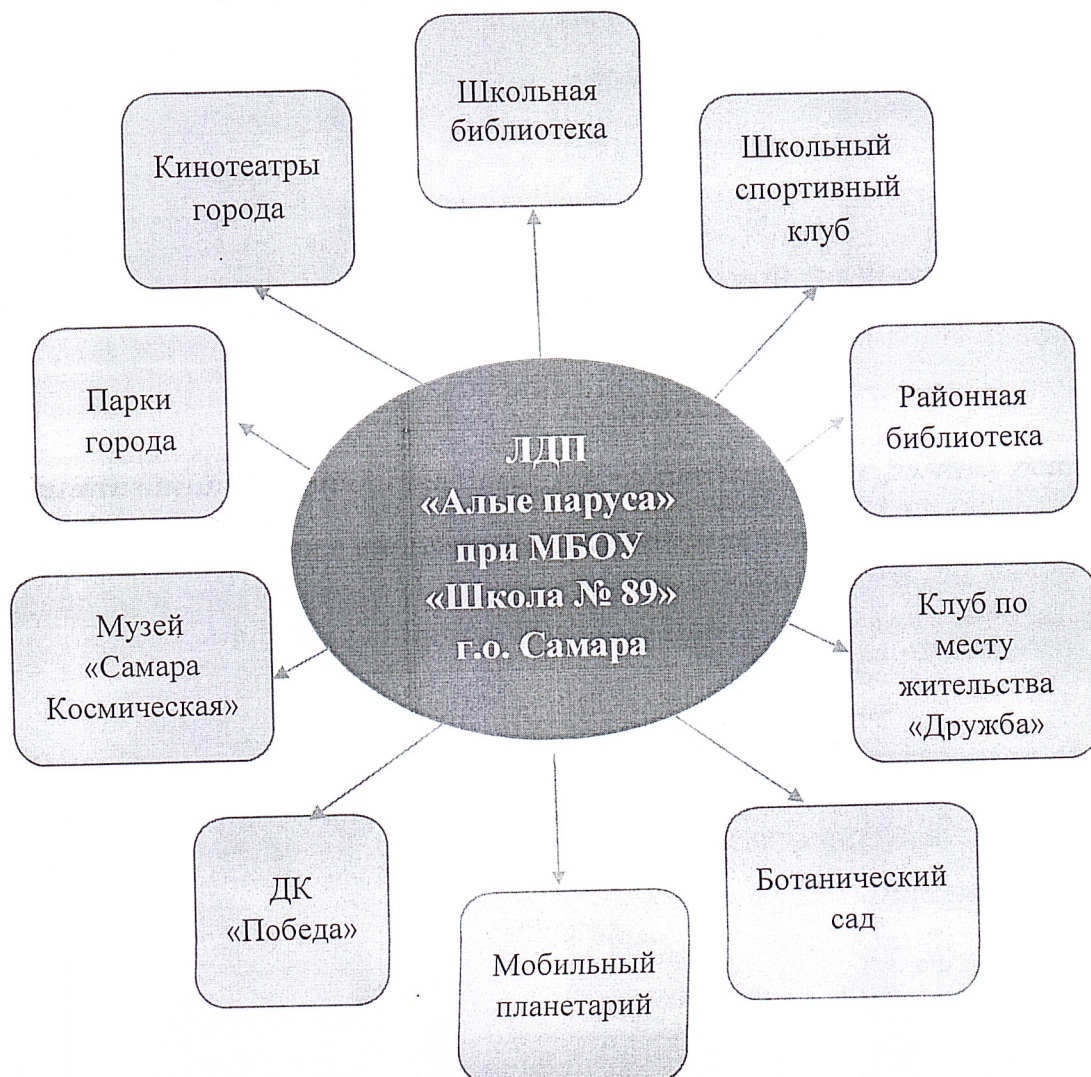 Школьная
библиотека
Кинотеатры
города
Школьный
спортивный
клуб
Парки
города
Районная
библиотека
ЛДП
«Алые паруса»
при МБОУ
«Школа № 89»
г.о. Самара
Музей
«Самара
Космическая»
Клуб по
месту
жительства
«Дружба»
ДК
«Победа»
Ботанический
сад
Мобильный
планетарий